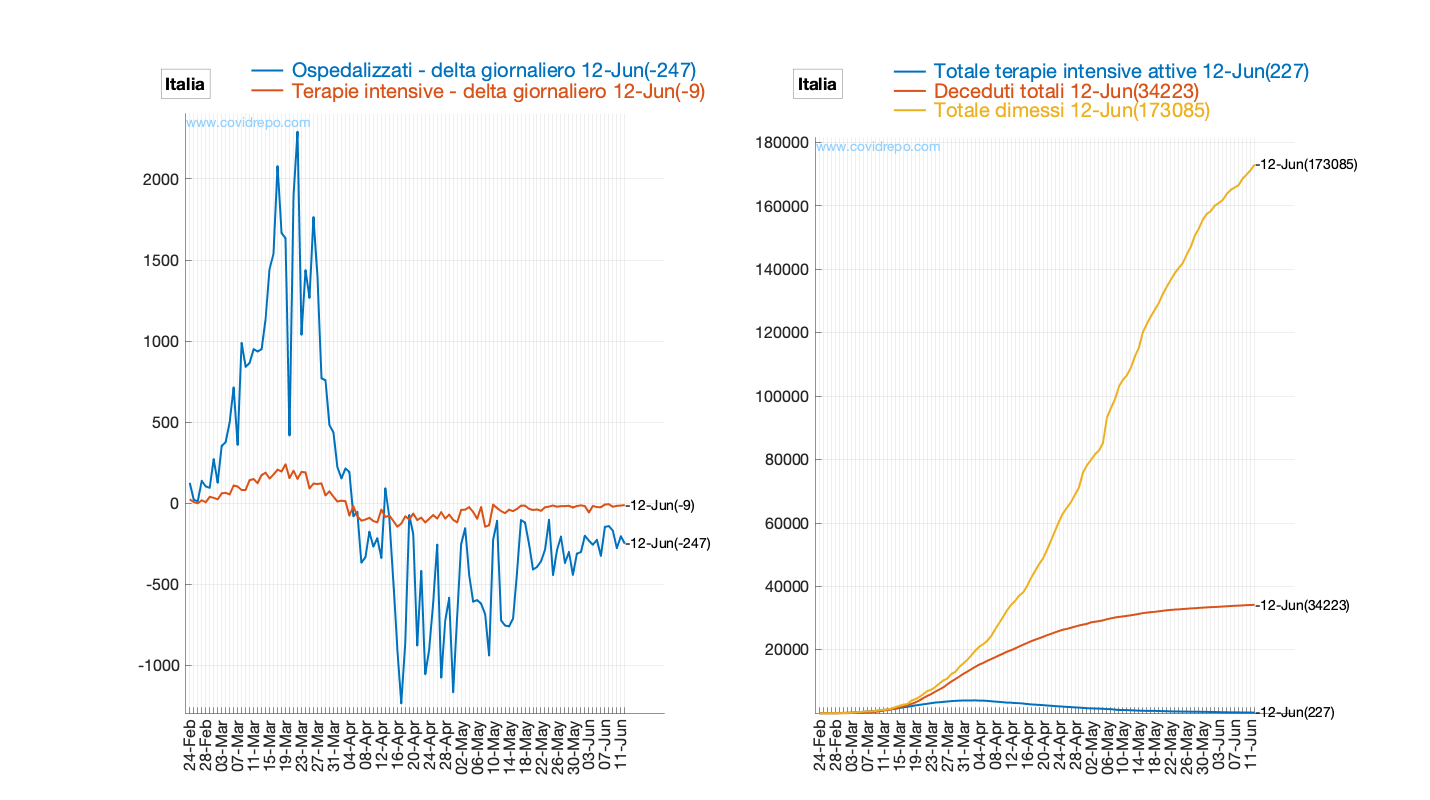 Italia
Ospedalizzati - delta giornaliero 12-Jun(-247)
Terapie intensive - delta giornaliero 12-Jun(-9)
www.covidrepo.com
2000
1500
1000
500
0
-500
-1000
12-Jun(-9)
12-Jun(-247)
24-Feb
28-Feb
03-Mar
07-Mar
11-Mar
15-Mar
19-Mar
23-Mar
27-Mar
31-Mar
04-Apr
08-Apr
12-Apr
16-Apr
20-Apr
24-Apr
28-Apr
02-May
06-May
10-May
14-May
18-May
22-May
26-May
30-May
03-Jun
07-Jun
11-Jun
Italia
Totale terapie intensive attive 12-Jun(227)
Deceduti totali 12-Jun(34223)
Totale dimessi 12-Jun(173085)
www.covidrepo.com
180000
160000
140000
120000
100000
80000
60000
40000
20000
12-Jun(173085)
12-Jun(34223)
12-Jun(227)
24-Feb
28-Feb
03-Mar
07-Mar
11-Mar
15-Mar
19-Mar
23-Mar
27-Mar
31-Mar
04-Apr
08-Apr
12-Apr
16-Apr
20-Apr
24-Apr
28-Apr
02-May
06-May
10-May
14-May
18-May
22-May
26-May
30-May
03-Jun
07-Jun
11-Jun